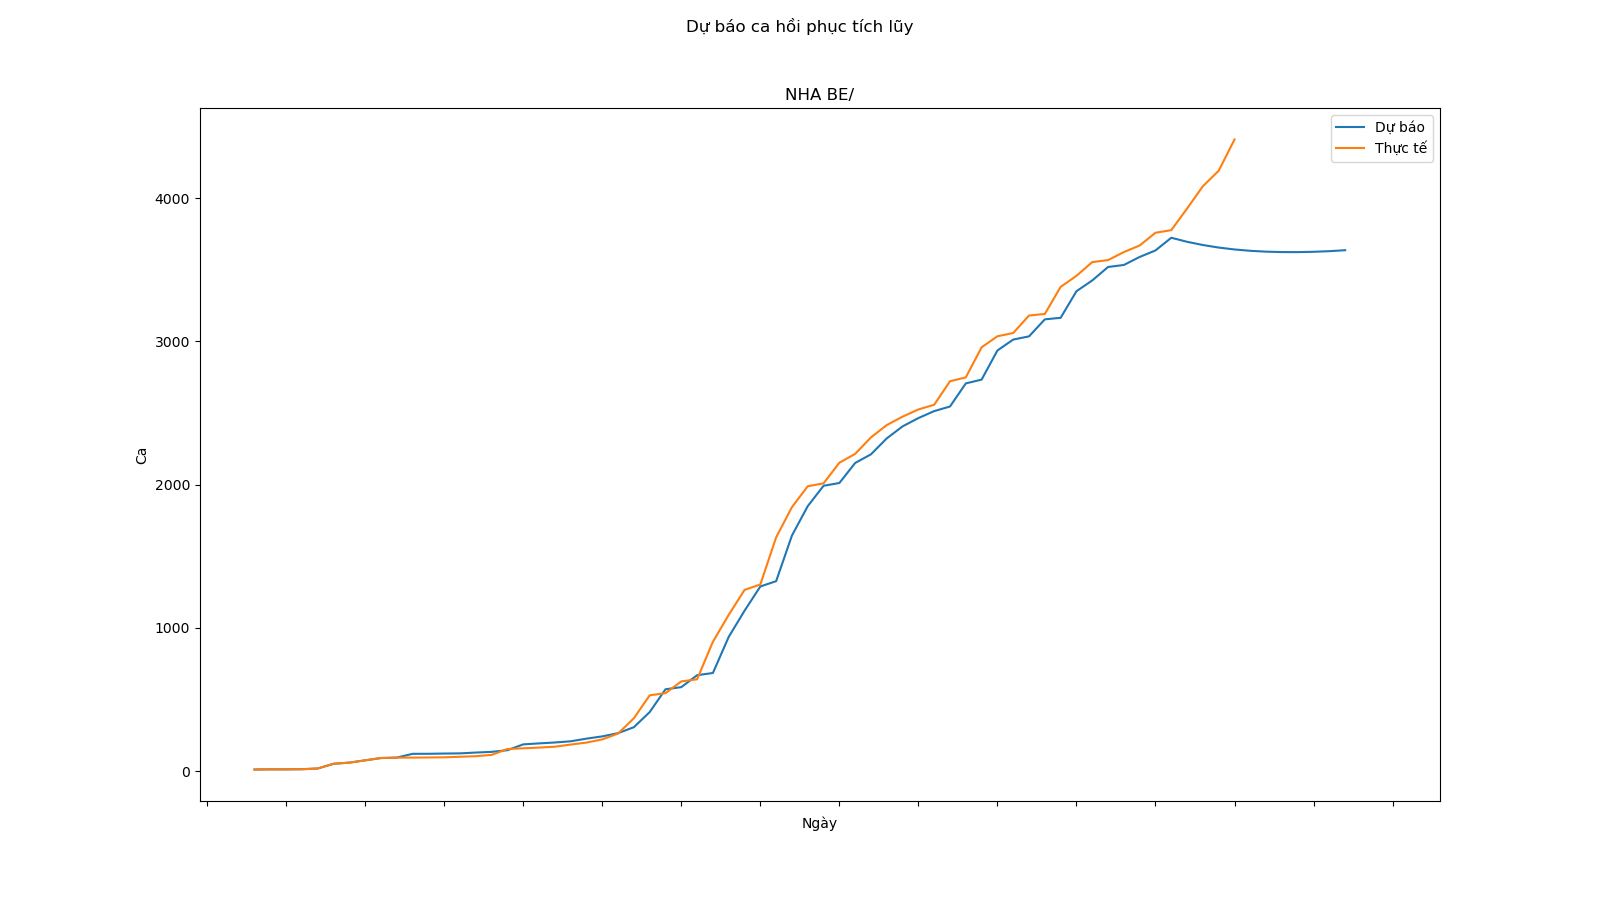 Dự báo ca hồi phục tích lũy
NHA BE/
Dự báo
Thực tế
4000
3000
2000
1000
0
Ca
Ngày